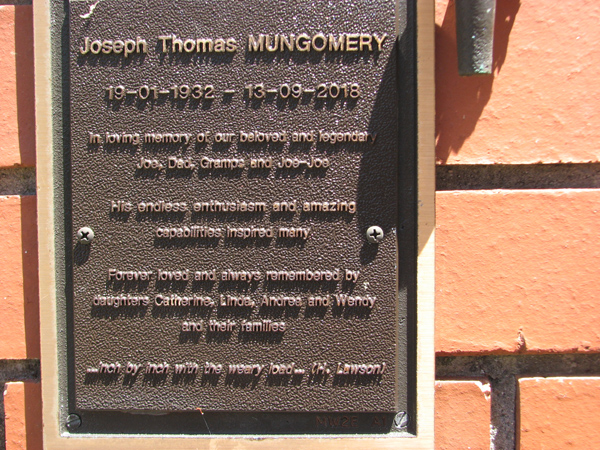 Joseph Thomas MUNGOMERY
19-01-1932 - 13-09-2018
In loving memory of our beloved and legendary
Joe, Dad, Gramps and Joe-Joe
His endless enthusiasm and amazing
capabilities inspired many.
Forever loved and always remembered by
daughters Catherine, Linda, Andrea and Wendy
and their families
...inch by inch with the weary load... (H. Lawson)